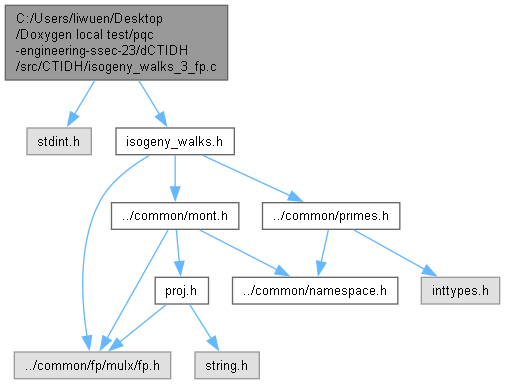 C:/Users/liwuen/Desktop
/Doxygen local test/pqc
-engineering-ssec-23/dCTIDH
/src/CTIDH/isogeny_walks_3_fp.c
stdint.h
isogeny_walks.h
../common/mont.h
../common/primes.h
proj.h
../common/namespace.h
inttypes.h
../common/fp/mulx/fp.h
string.h